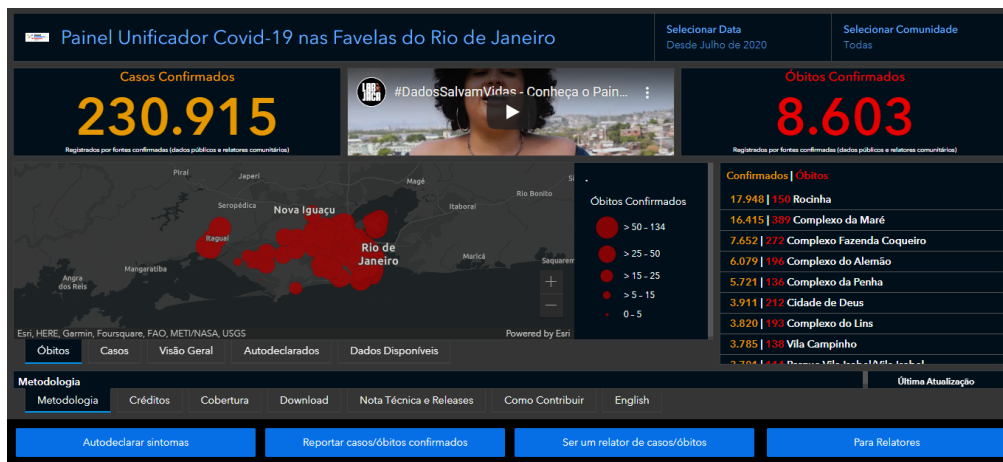 Painel Unificador Covid-19 nas Favelas do Rio de Janeiro
Selecionar Data
Desde Julho de 2020
Selecionar Comunidade
Todas
Casos Confirmados
230.915
Registrados por fontes confirmadas (dados públicos e relatores comunitários)
LAB JACA
#DadosSalvamVidas - Conheça o Pain...
Óbitos Confirmados
8.603
Registrados por fontes confirmadas (dados públicos e relatores comunitários)
Piraí
Japeri
Magé
Seropédica
Nova Iguaçu
Itaboraí
Rio Bonito
Si
Itaguaí
Rio de
Janeiro
Mangaratiba
Maricá
Saquarem
Angra
dos Reis
+
−
Esri, HERE, Garmin, Foursquare, FAO, METI/NASA, USGS
Powered by Esri
.
Óbitos Confirmados
> 50 - 134
> 25 - 50
> 15 - 25
> 5 - 15
0 - 5
Confirmados | Óbitos
17.948 | 150 Rocinha
16.415 | 389 Complexo da Maré
7.652 | 272 Complexo Fazenda Coqueiro
6.079 | 196 Complexo do Alemão
5.721 | 136 Complexo da Penha
3.911 | 212 Cidade de Deus
3.820 | 193 Complexo do Lins
3.785 | 138 Vila Campinho
Óbitos
Casos
Visão Geral
Autodeclarados
Dados Disponíveis
Metodologia
Última Atualização
Metodologia
Créditos
Cobertura
Download
Nota Técnica e Releases
Como Contribuir
English
Autodeclarar sintomas
Reportar casos/óbitos confirmados
Ser um relator de casos/óbitos
Para Relatores